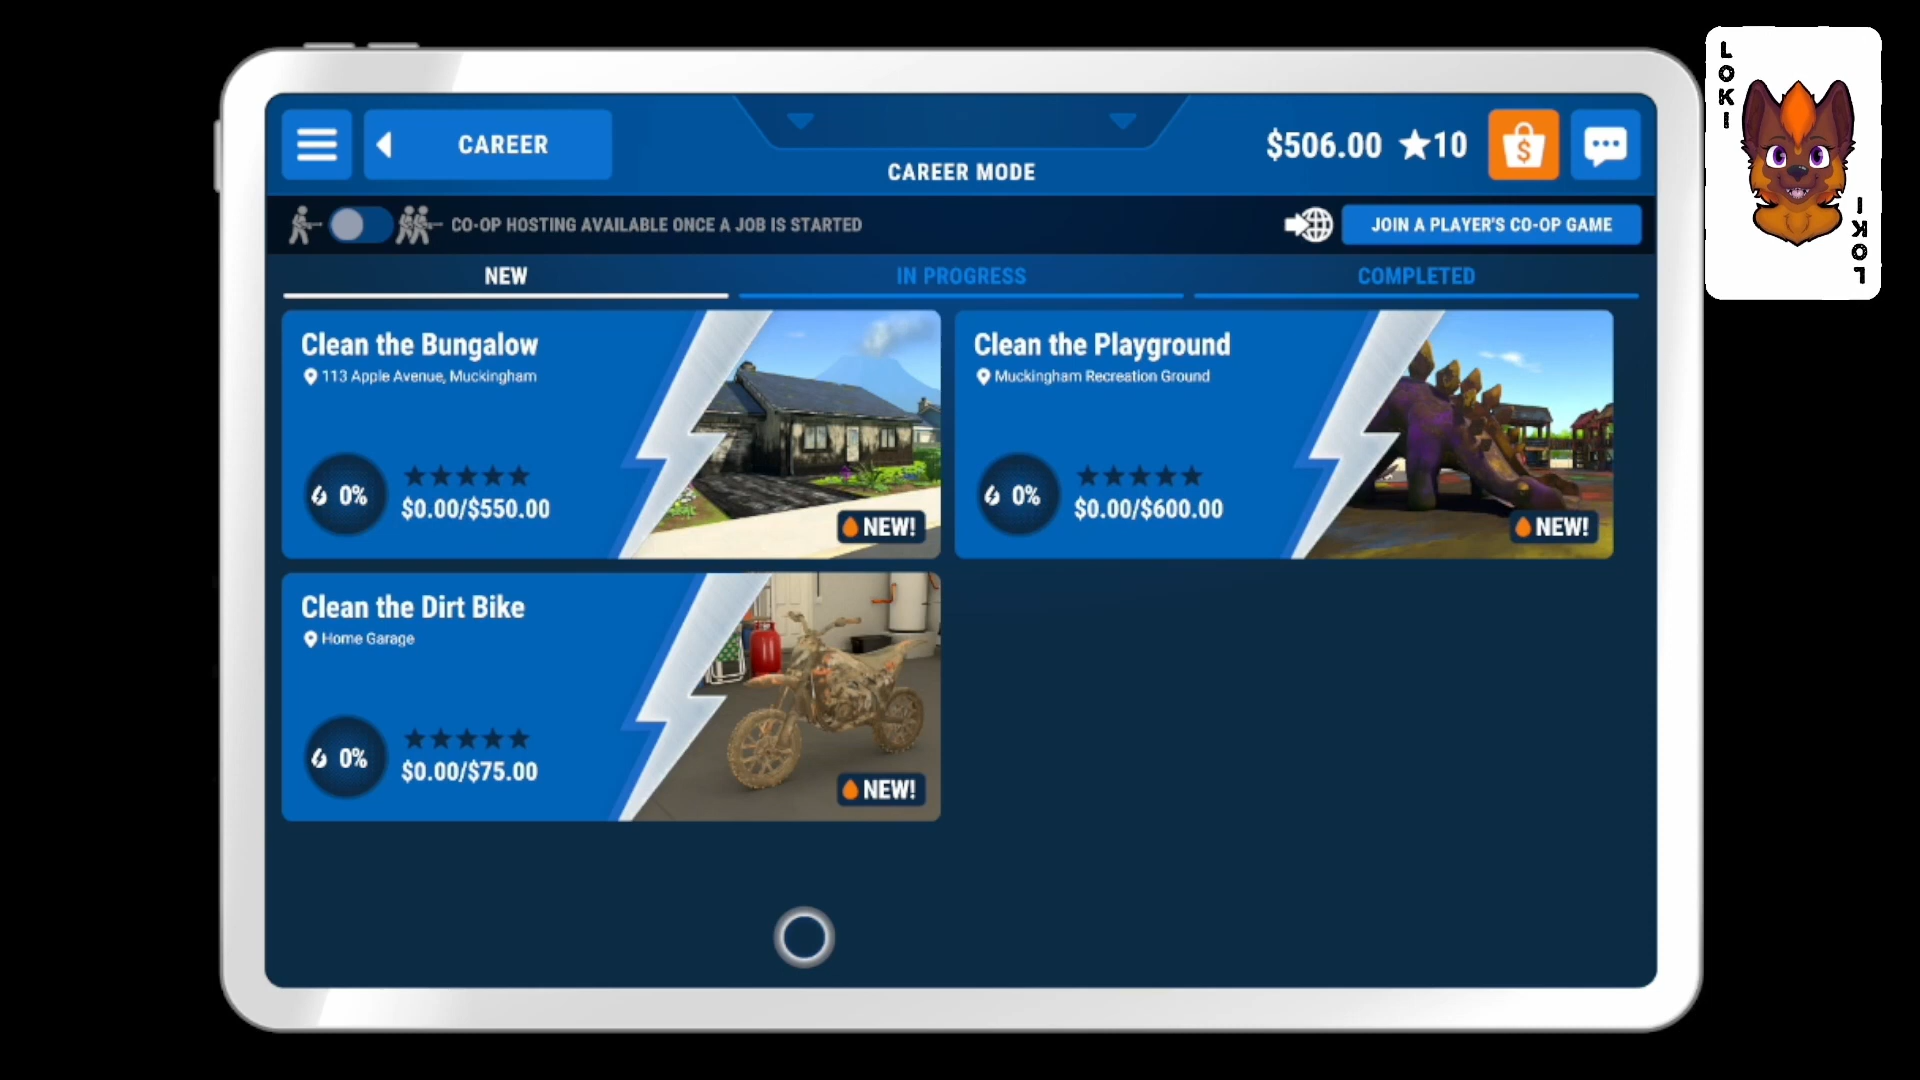 LOKI
CAREER
$506.00 ★10
CAREER MODE
CO-OP HOSTING AVAILABLE ONCE A JOB IS STARTED
JOIN A PLAYER'S CO-OP GAME
NEW
IN PROGRESS
COMPLETED
Clean the Bungalow
113 Apple Avenue, Muckingham
0%
$0.00/$550.00
NEW!
Clean the Playground
Muckingham Recreation Ground
0%
$0.00/$600.00
NEW!
Clean the Dirt Bike
Home Garage
0%
$0.00/$75.00
NEW!
LOKI